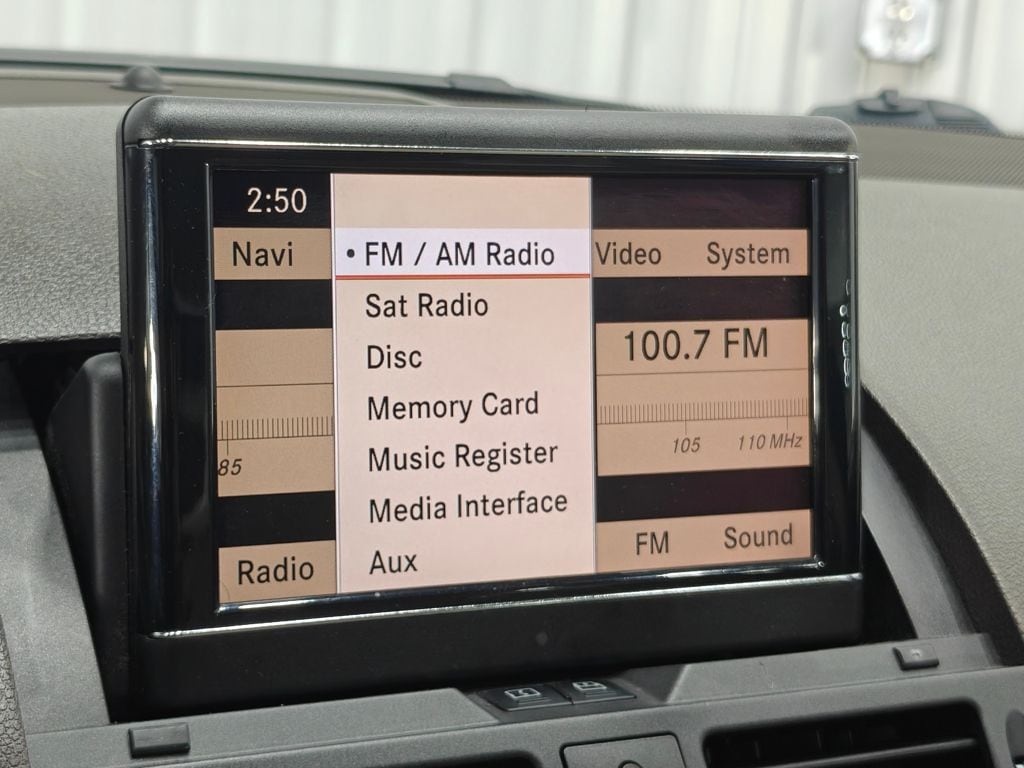 2:50
Navi
• FM / AM Radio
Video System
Sat Radio
Disc
100.7 FM
Memory Card
Music Register
85
105 110 MHz
Media Interface
Aux
Radio
FM Sound